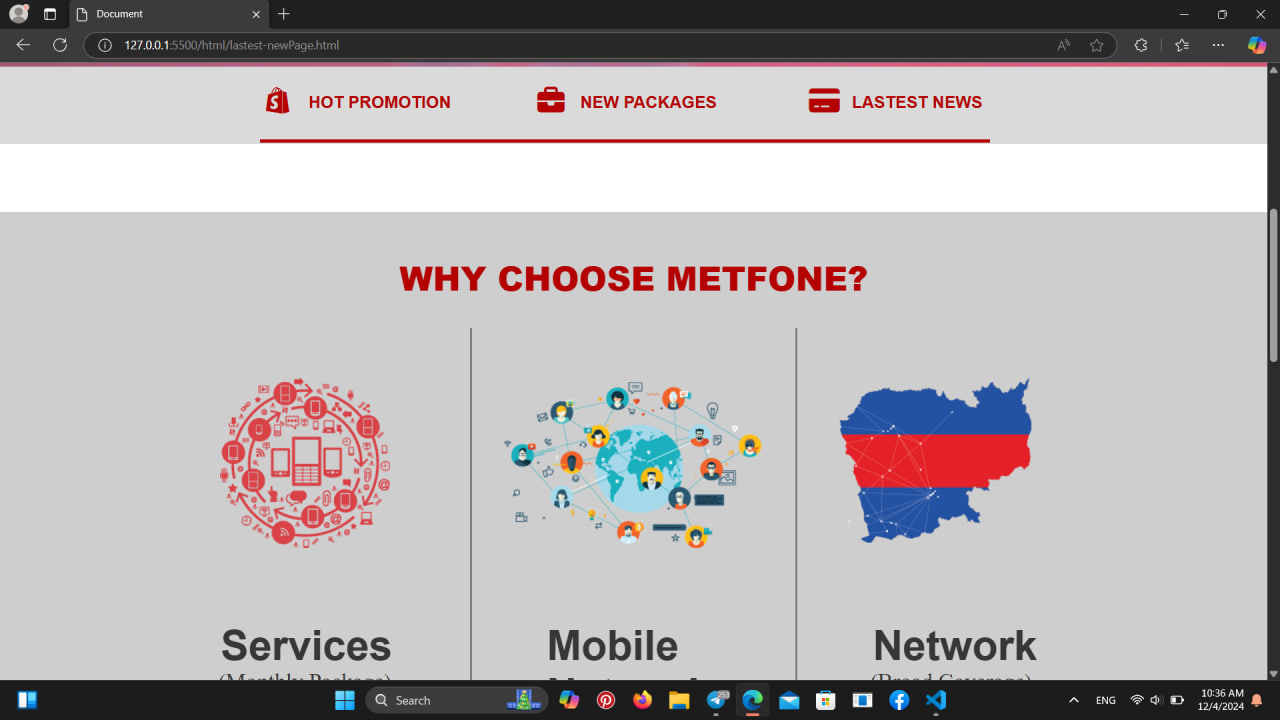 Document
127.0.0.1:5500/html/lastest-newPage.html
HOT PROMOTION
NEW PACKAGES
LASTEST NEWS
WHY CHOOSE METFONE?
Services
Mobile
Network
(Monthly Package)
(Broad Coverage)
Search
253
ENG
10:36 AM
12/4/2024